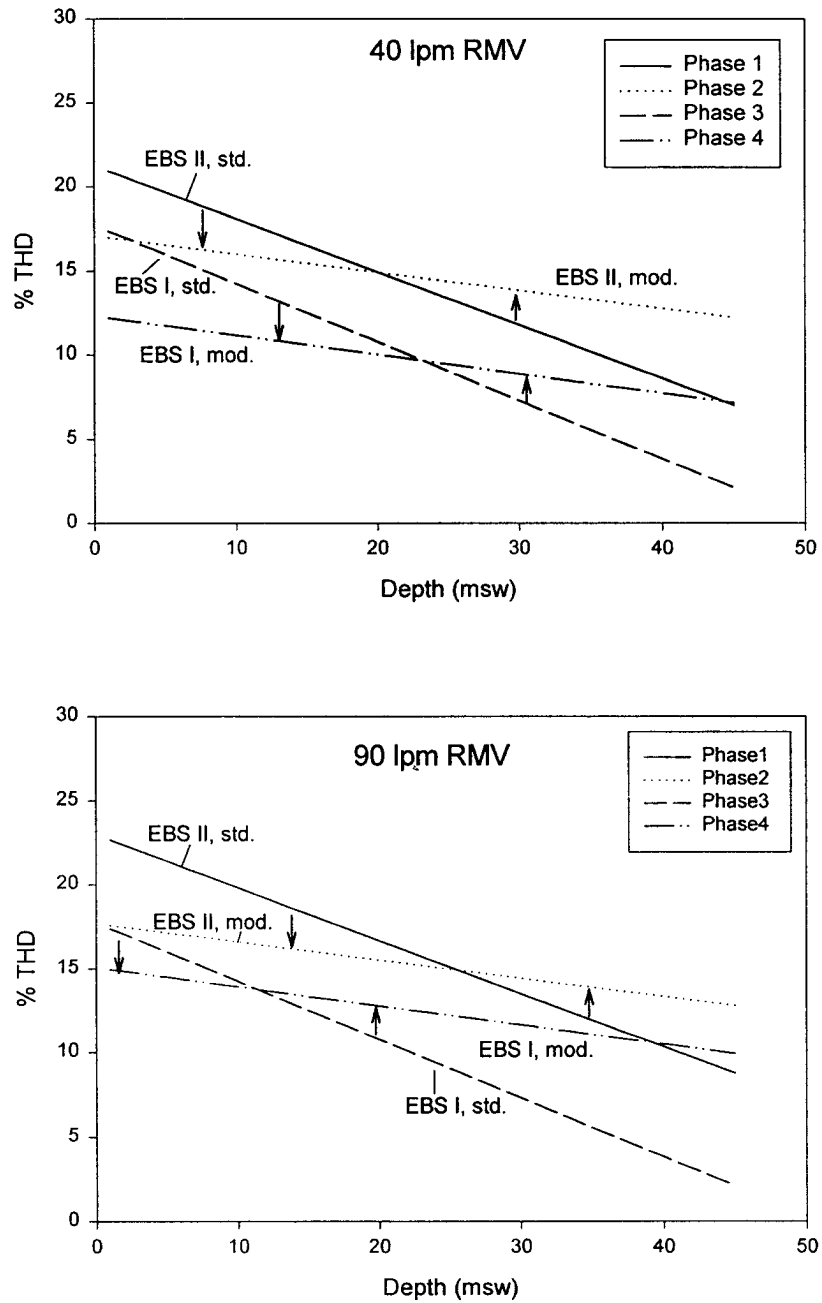 40 lpm RMV
Phase 1
Phase 2
Phase 3
Phase 4
EBS II, std.
EBS I, std.
EBS II, mod.
EBS I, mod.
% THD
30
25
20
15
10
5
0
0 10 20 30 40 50
Depth (msw)
90 lpm RMV
Phase1
Phase2
Phase3
Phase4
EBS II, std.
EBS II, mod.
EBS I, mod.
EBS I, std.
% THD
30
25
20
15
10
5
0
0 10 20 30 40 50
Depth (msw)